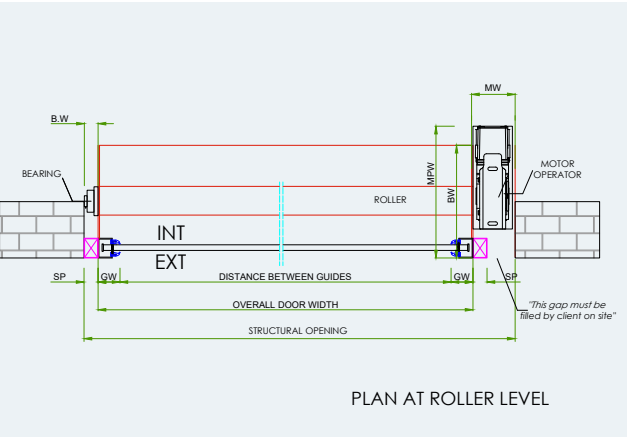 MW
B.W
BEARING
MPW
BW
MOTOR
OPERATOR
ROLLER
INT
EXT
SP
GW
DISTANCE BETWEEN GUIDES
GW
SP
OVERALL DOOR WIDTH
"This gap must be
filled by client on site"
STRUCTURAL OPENING
PLAN AT ROLLER LEVEL